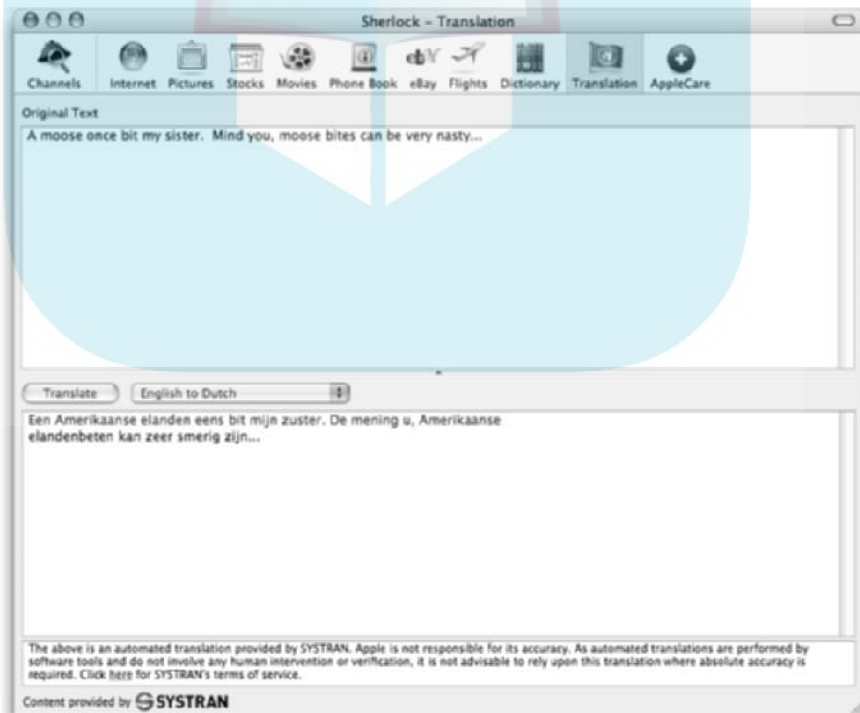 Sherlock – Translation
Channels Internet Pictures Stocks Movies Phone Book eBay Flights Dictionary Translation AppleCare
Original Text
A moose once bit my sister. Mind you, moose bites can be very nasty...
Translate English to Dutch
Een Amerikaanse elanden eens bit mijn zuster. De mening u, Amerikaanse
elandenbeten kan zeer smerig zijn...
The above is an automated translation provided by SYSTRAN. Apple is not responsible for its accuracy. As automated translations are performed by
software tools and do not involve any human intervention or verification, it is not advisable to rely upon this translation where absolute accuracy is
required. Click here for SYSTRAN's terms of service.
Content provided by SYSTRAN